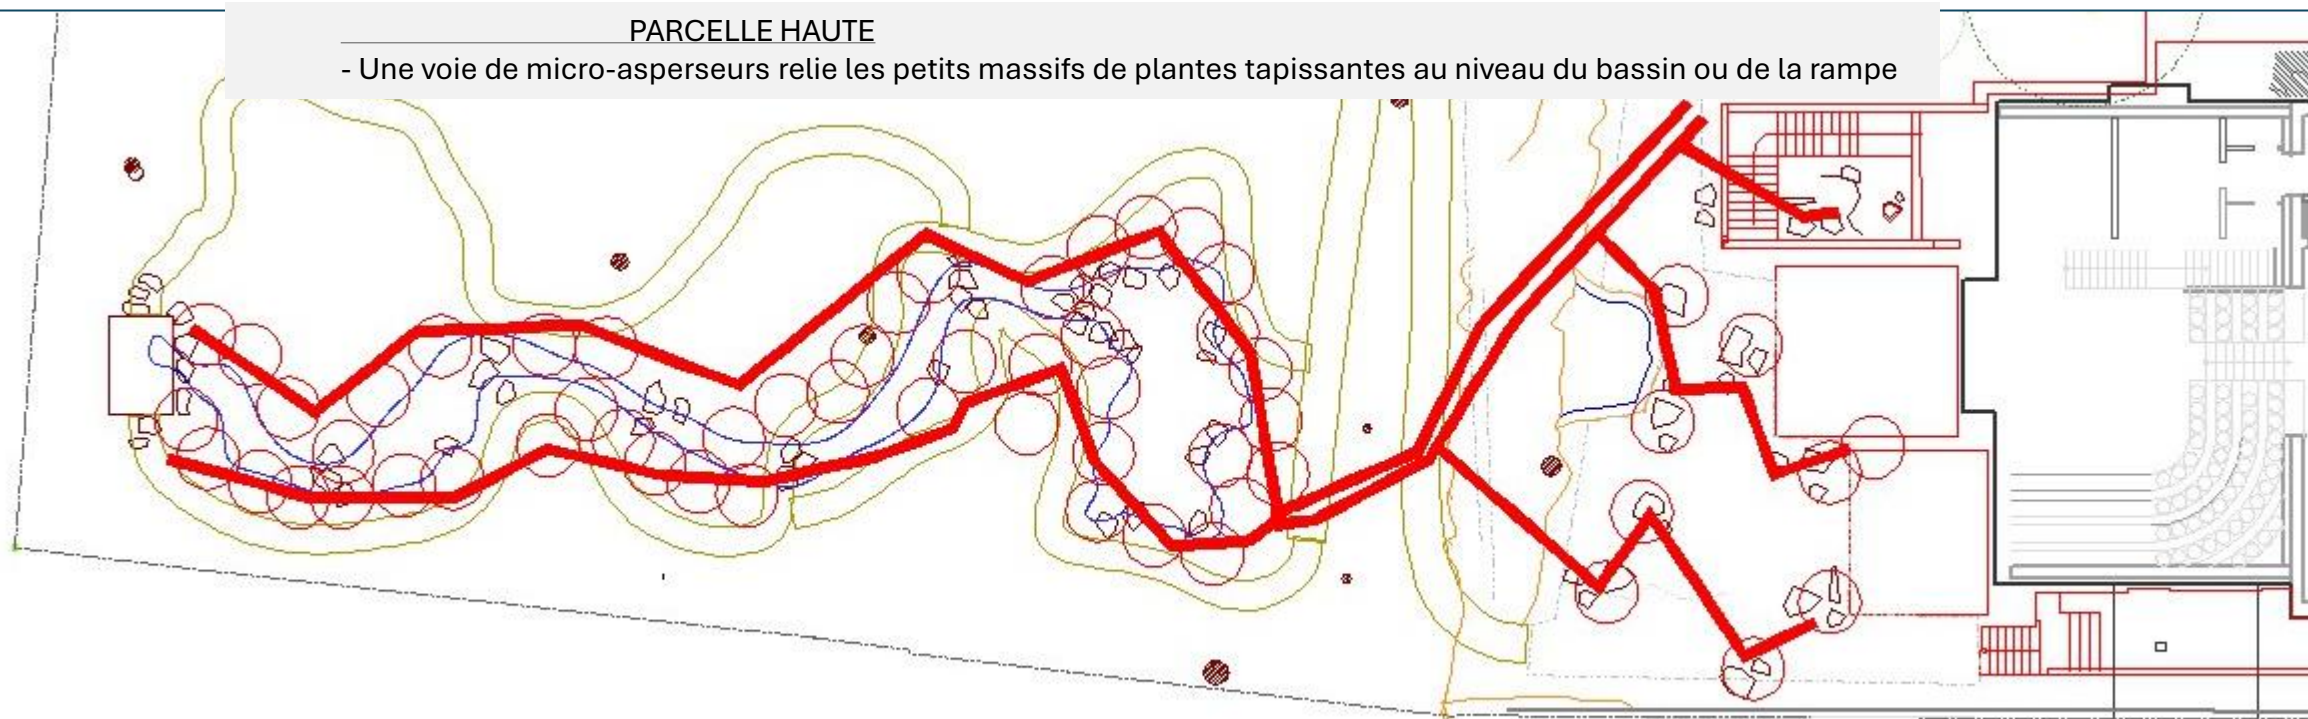 PARCELLE HAUTE
- Une voie de micro-asperseurs relie les petits massifs de plantes tapissantes au niveau du bassin ou de la rampe